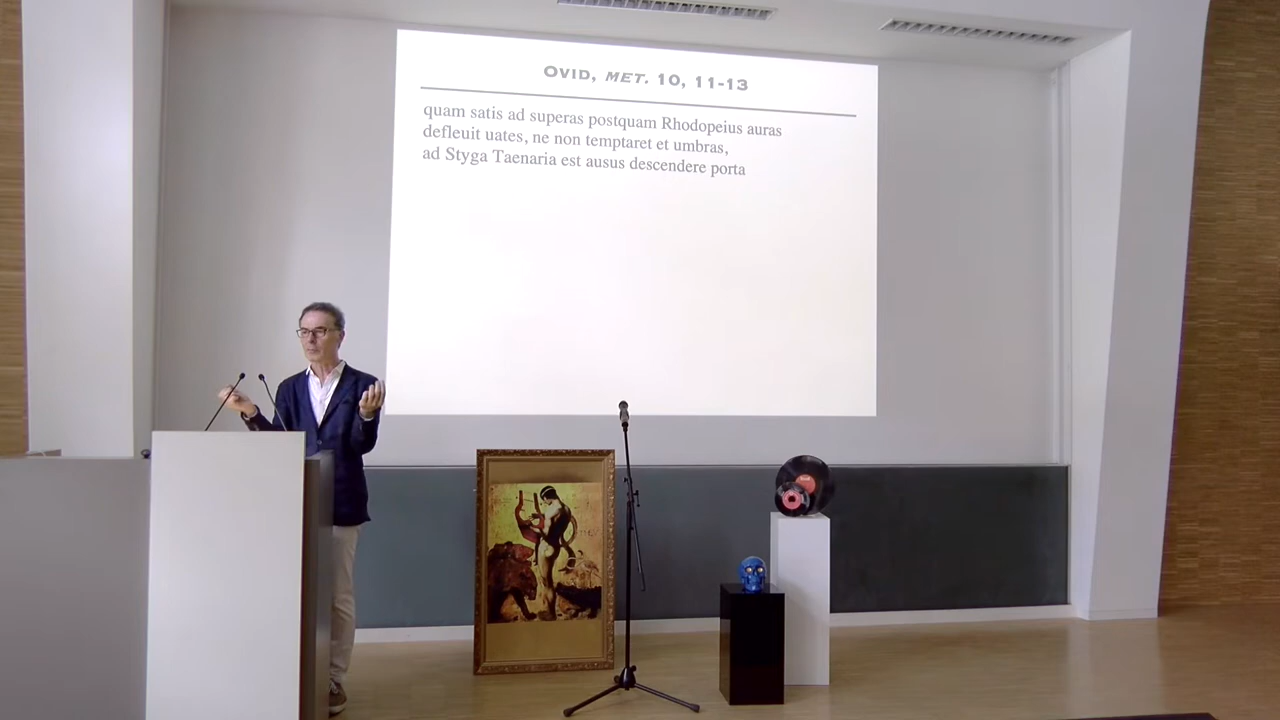 OVID, MET. 10, 11-13
quam satis ad superas postquam Rhodopeius auras
defleuit uates, ne non temptaret et umbras,
ad Styga Taenaria est ausus descendere porta